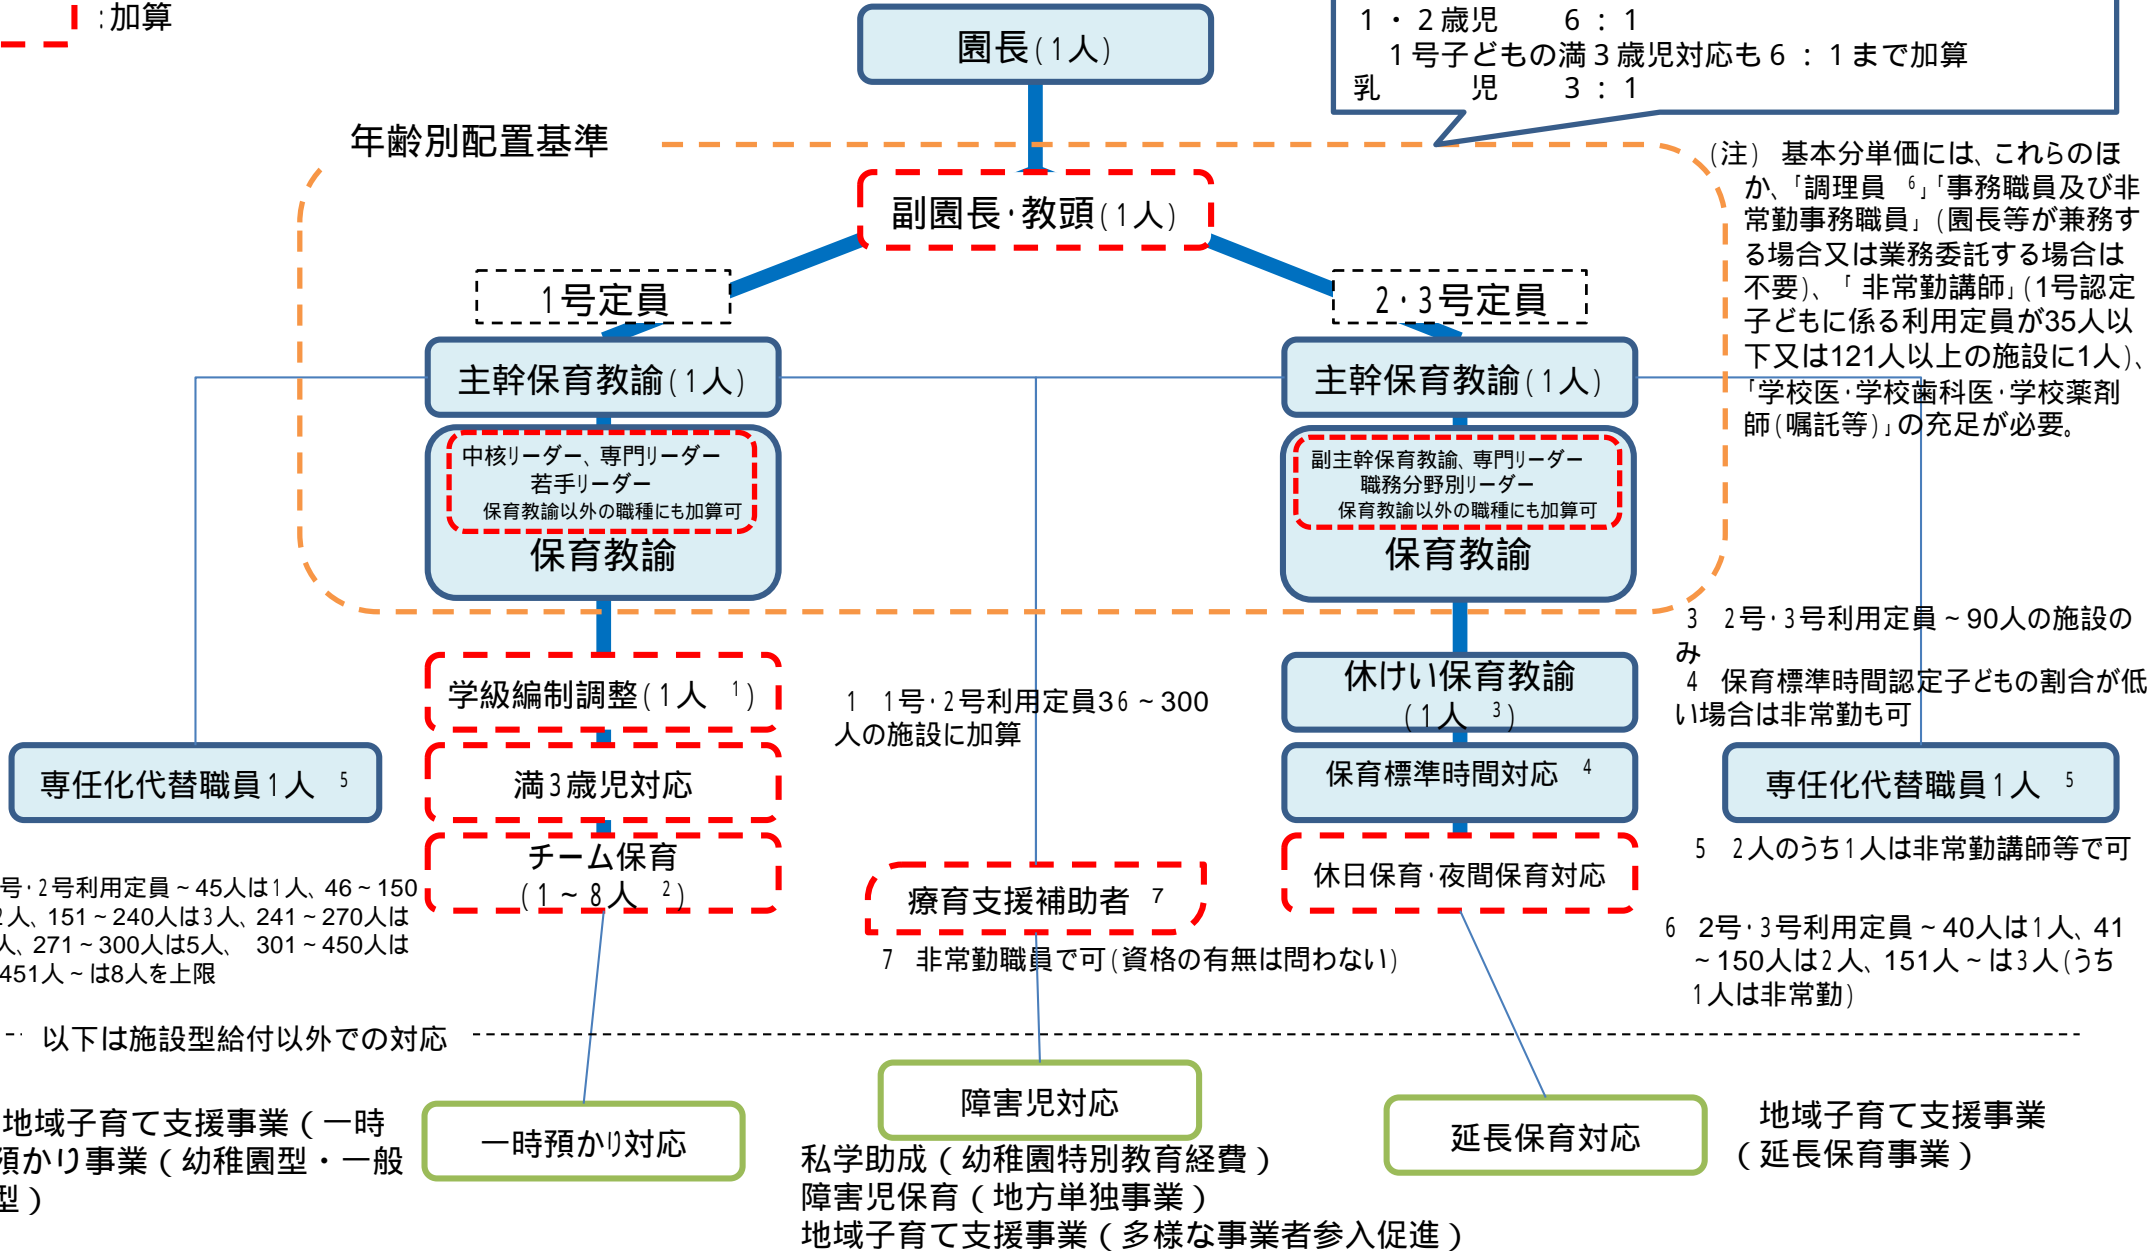 :加算
園長(1人)
1・2歳児 6:1
1号子どもの満3歳児対応も6:1まで加算
乳 児 3:1
年齢別配置基準
副園長・教頭(1人)
(注) 基本分単価には、これらのほ
か、「調理員 6」「事務職員及び非
常勤事務職員」(園長等が兼務す
る場合又は業務委託する場合は
不要)、「 非常勤講師」(1号認定
子どもに係る利用定員が35人以
下又は121人以上の施設に1人)、
「学校医・学校歯科医・学校薬剤
師(嘱託等)」の充足が必要。
1号定員
2・3号定員
主幹保育教諭(1人)
主幹保育教諭(1人)
中核リーダー、専門リーダー
若手リーダー
保育教諭以外の職種にも加算可
保育教諭
副主幹保育教諭、専門リーダー
職務分野別リーダー
保育教諭以外の職種にも加算可
保育教諭
学級編制調整(1人 1)
1 1号・2号利用定員36~300
人の施設に加算
休けい保育教諭
(1人 3)
3 2号・3号利用定員~90人の施設の
み
4 保育標準時間認定子どもの割合が低
い場合は非常勤も可
専任化代替職員1人 5
満3歳児対応
保育標準時間対応 4
専任化代替職員1人 5
チーム保育
(1~8人 2)
療育支援補助者 7
7 非常勤職員で可(資格の有無は問わない)
休日保育・夜間保育対応
5 2人のうち1人は非常勤講師等で可
号・2号利用定員~45人は1人、46~150
2人、151~240人は3人、241~270人は
人、271~300人は5人、 301~450人は
451人~は8人を上限
6 2号・3号利用定員~40人は1人、41
~150人は2人、151人~は3人(うち
1人は非常勤)
以下は施設型給付以外での対応
地域子育て支援事業(一時
預かり事業(幼稚園型・一般
型)
一時預かり対応
障害児対応
私学助成(幼稚園特別教育経費)
障害児保育(地方単独事業)
地域子育て支援事業(多様な事業者参入促進)
延長保育対応
地域子育て支援事業
(延長保育事業)